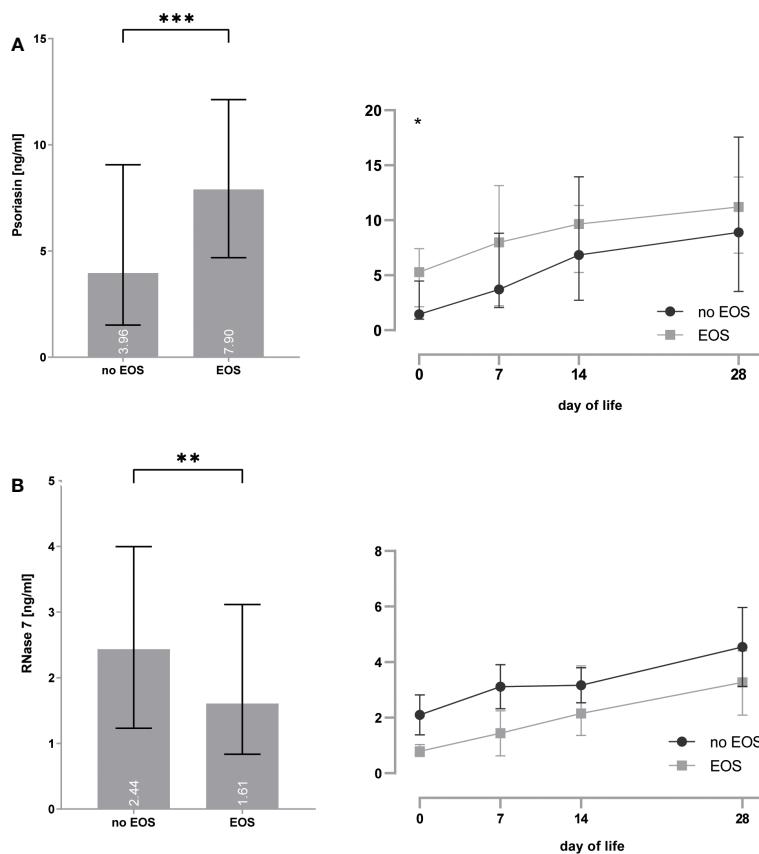 A
***
Psoriasin [ng/ml]
15
10
5
0
3.96
7.90
no EOS
EOS
*
20
15
10
5
0
no EOS
EOS
0
7
14
28
day of life
B
**
RNase 7 [ng/ml]
5
4
3
2
1
0
2.44
1.61
no EOS
EOS
8
6
4
2
0
no EOS
EOS
0
7
14
28
day of life